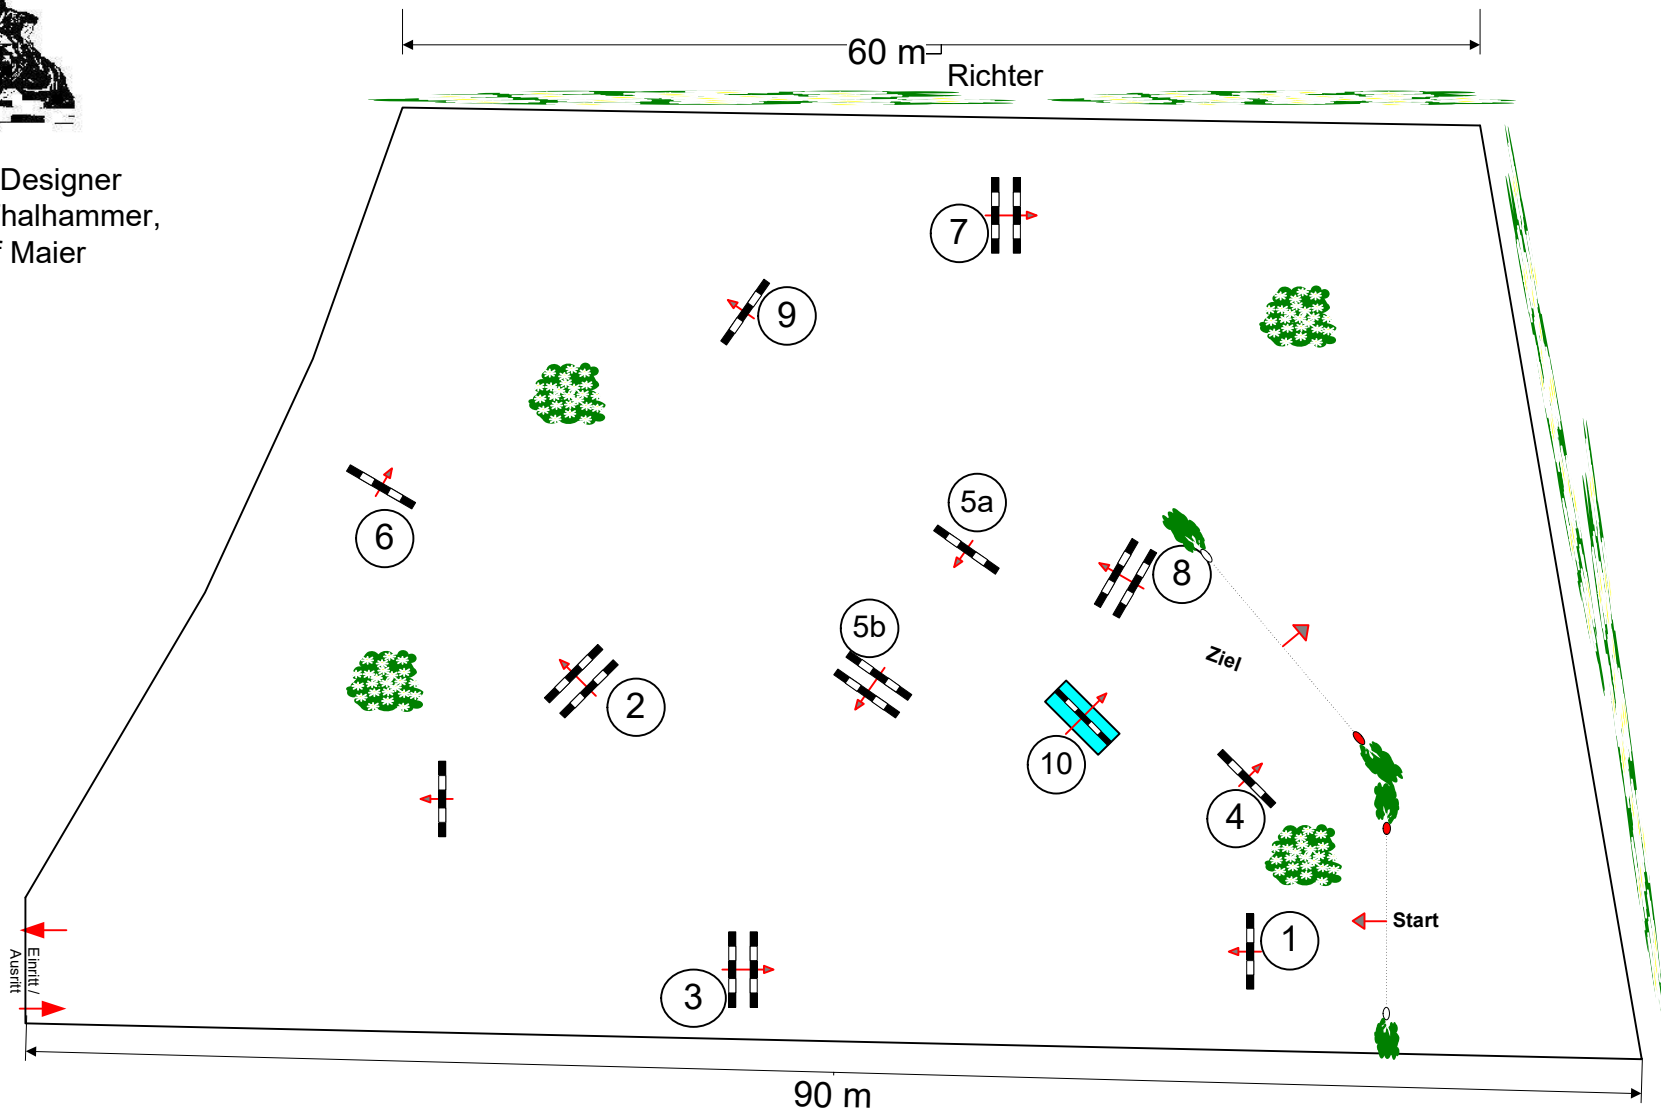 60 m
Richter
Designer
halhammer,
Maier
7
9
5a
6
8
5b
Ziel
2
10
4
Start
1
Einritt /
Ausritt
3
90 m